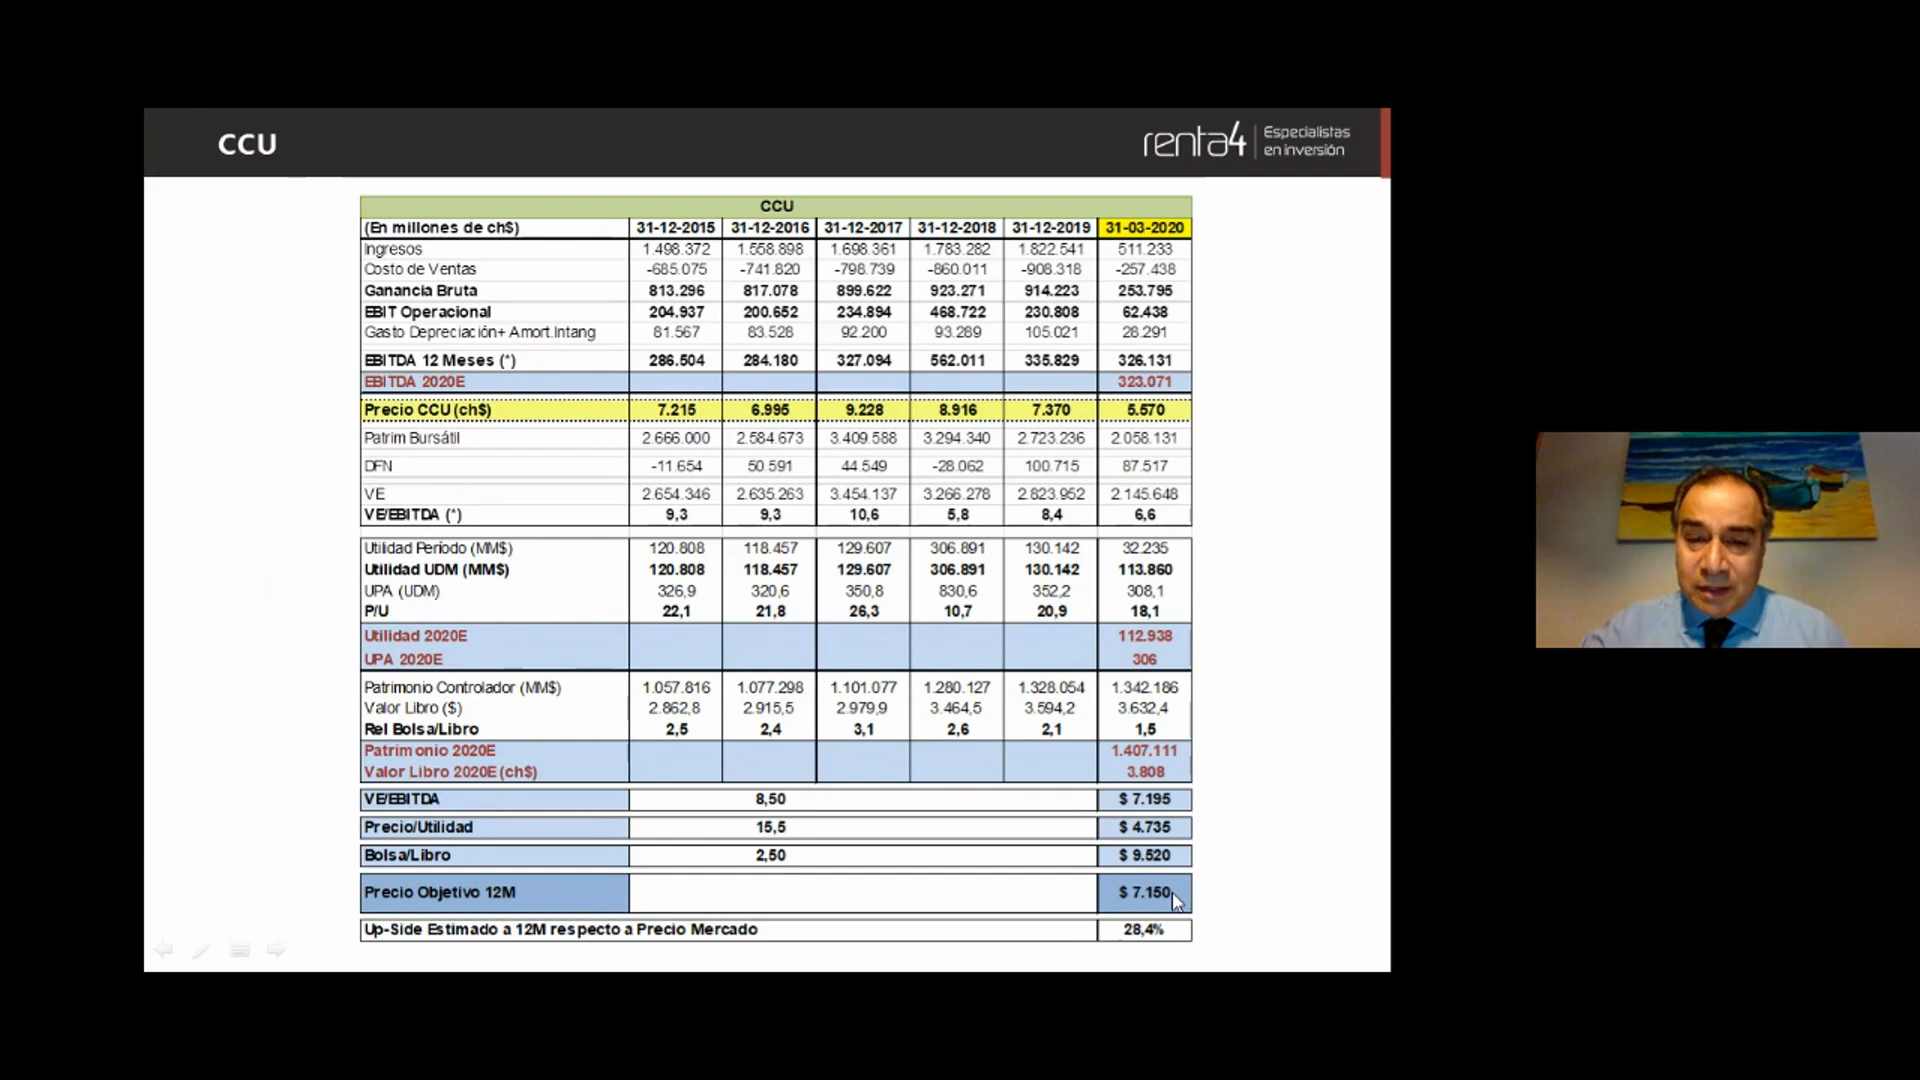 CCU
renta4 Especialistas en inversión
CCU
(En millones de ch$) 31-12-2015 31-12-2016 31-12-2017 31-12-2018 31-12-2019 31-03-2020
Ingresos 1.498.372 1.558.898 1.698.361 1.783.282 1.822.541 511.233
Costo de Ventas -685.075 -741.820 -798.739 -860.011 -908.318 -257.438
Ganancia Bruta 813.296 817.078 899.622 923.271 914.223 253.795
EBIT Operacional 204.937 200.652 234.894 468.722 230.808 62.438
Gasto Depreciación+ Amort.Intang 81.567 83.528 92.200 93.289 105.021 28.291
EBITDA 12 Meses (*) 286.504 284.180 327.094 562.011 335.829 326.131
EBITDA 2020E 323.071
Precio CCU (ch$) 7.215 6.995 9.228 8.916 7.370 5.570
Patrim Bursátil 2.666.000 2.584.673 3.409.588 3.294.340 2.723.236 2.058.131
DFN -11.654 50.591 44.549 -28.062 100.715 87.517
VE 2.654.346 2.635.263 3.454.137 3.266.278 2.823.952 2.145.648
VE/EBITDA (*) 9,3 9,3 10,6 5,8 8,4 6,6
Utilidad Período (MM$) 120.808 118.457 129.607 306.891 130.142 32.235
Utilidad UDM (MM$) 120.808 118.457 129.607 306.891 130.142 113.860
UPA (UDM) 326,9 320,6 350,8 830,6 352,2 308,1
P/U 22,1 21,8 26,3 10,7 20,9 18,1
Utilidad 2020E 112.938
UPA 2020E 306
Patrimonio Controlador (MM$) 1.057.816 1.077.298 1.101.077 1.280.127 1.328.054 1.342.186
Valor Libro ($) 2.862,8 2.915,5 2.979,9 3.464,5 3.594,2 3.632,4
Rel Bolsa/Libro 2,5 2,4 3,1 2,6 2,1 1,5
Patrimonio 2020E 1.407.111
Valor Libro 2020E (ch$) 3.808
VE/EBITDA 8,50 $ 7.195
Precio/Utilidad 15,5 $ 4.735
Bolsa/Libro 2,50 $ 9.520
Precio Objetivo 12M $ 7.150
Up-Side Estimado a 12M respecto a Precio Mercado 28,4%